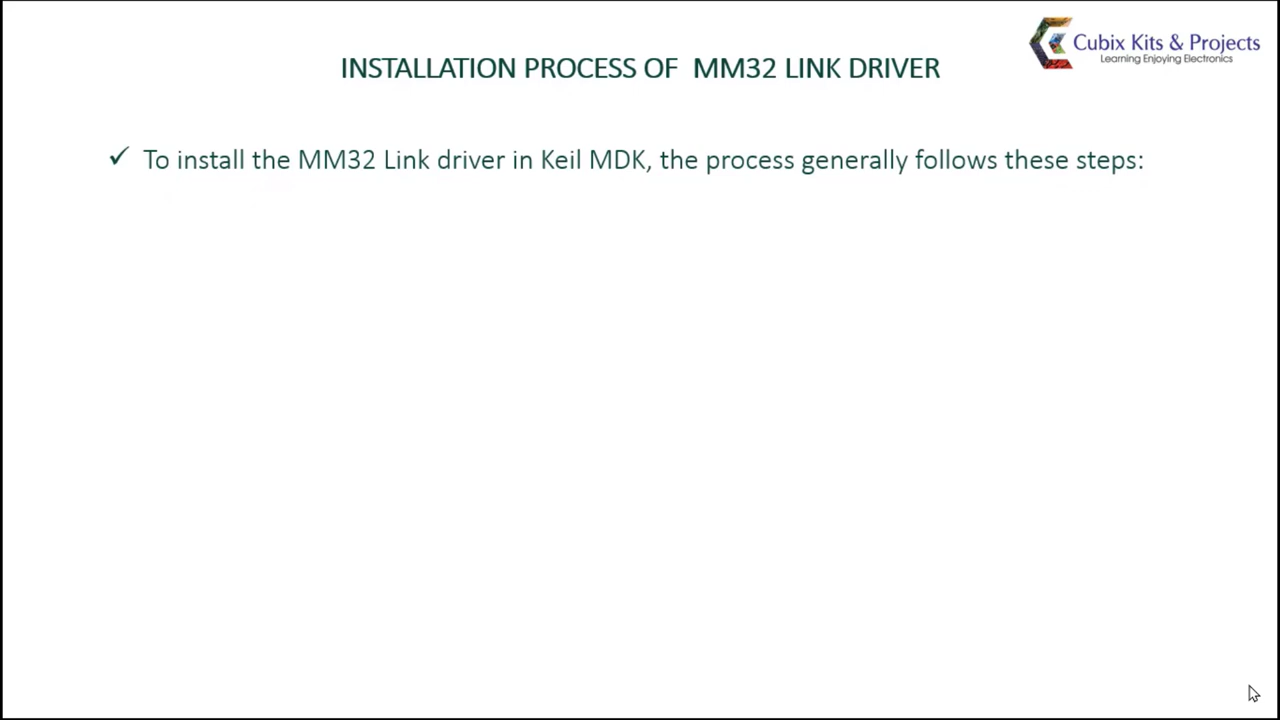 Cubix Kits & Projects
Learning Enjoying Electronics
INSTALLATION PROCESS OF MM32 LINK DRIVER
✓ To install the MM32 Link driver in Keil MDK, the process generally follows these steps: